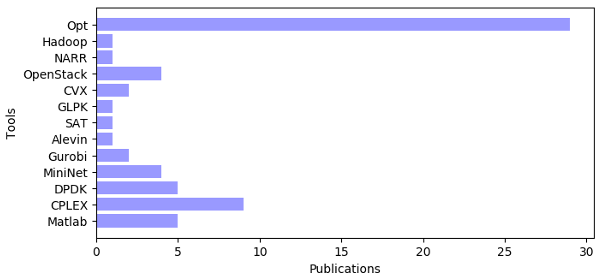 Opt
Hadoop
NARR
OpenStack
CVX
GLPK
SAT
Alevin
Gurobi
MiniNet
DPDK
CPLEX
Matlab
Tools
0 5 10 15 20 25 30
Publications